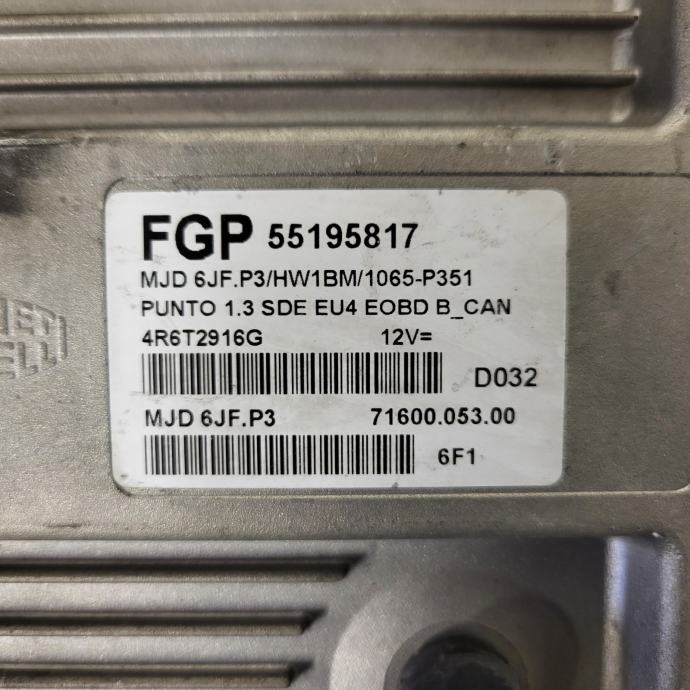 FGP 55195817
MJD 6JF.P3/HW1BM/1065-P351
PUNTO 1.3 SDE EU4 EOBD B_CAN
4R6T2916G 12V=
D032
MJD 6JF.P3 71600.053.00
6F1